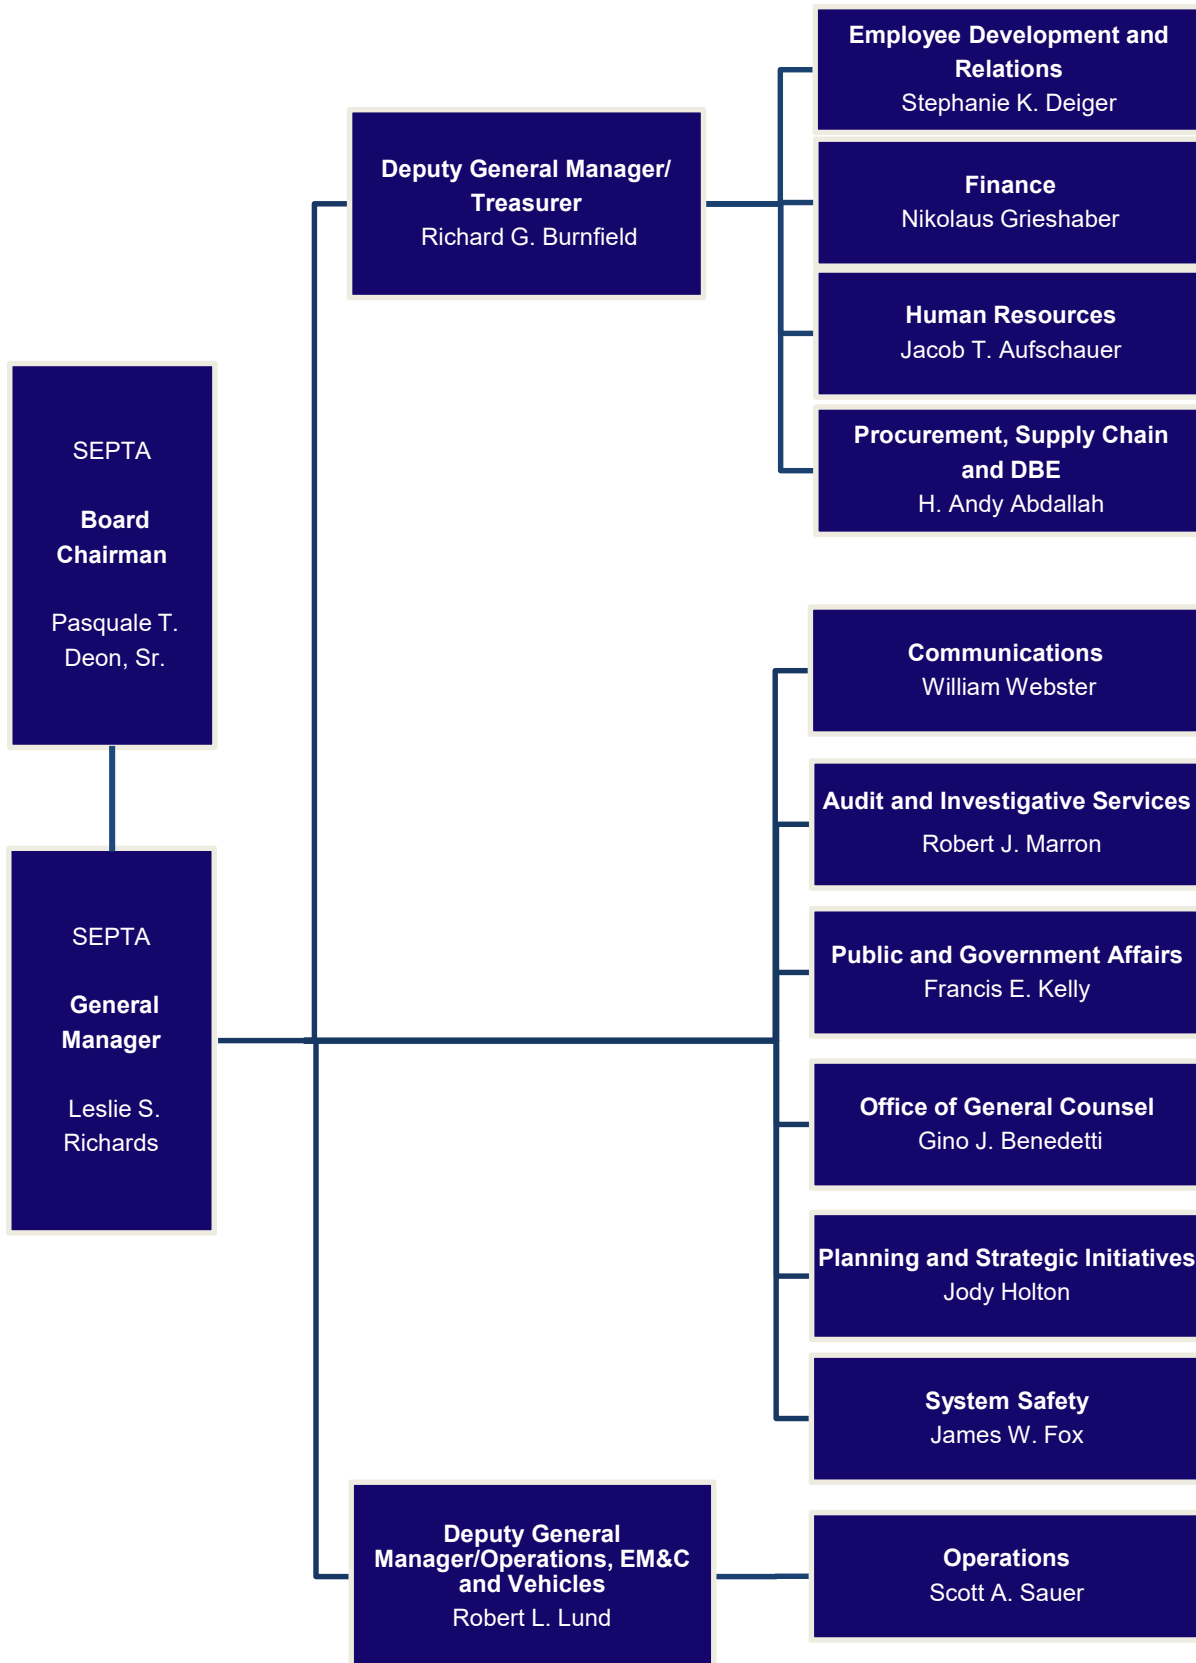 SEPTA
Board
Chairman
Pasquale T.
Deon, Sr.
SEPTA
General
Manager
Leslie S.
Richards
Deputy General Manager/
Treasurer
Richard G. Burnfield
Employee Development and
Relations
Stephanie K. Deiger
Finance
Nikolaus Grieshaber
Human Resources
Jacob T. Aufschauer
Procurement, Supply Chain
and DBE
H. Andy Abdallah
Communications
William Webster
Audit and Investigative Services
Robert J. Marron
Public and Government Affairs
Francis E. Kelly
Office of General Counsel
Gino J. Benedetti
Planning and Strategic Initiatives
Jody Holton
System Safety
James W. Fox
Deputy General
Manager/Operations, EM&C
and Vehicles
Robert L. Lund
Operations
Scott A. Sauer